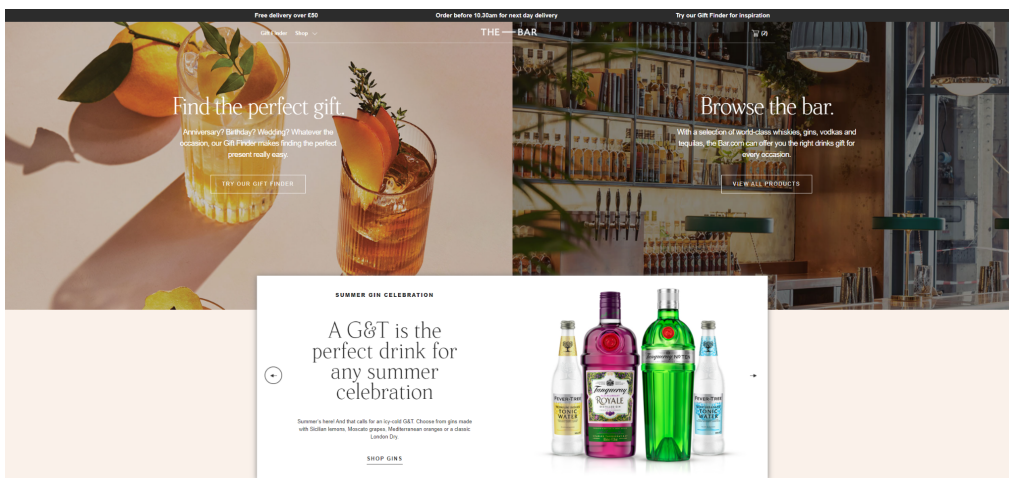 Free delivery over £50
Order before 10.30am for next day delivery
Try our Gift Finder for inspiration
Gift Finder Shop
THE — BAR
(2)
Find the perfect gift.
Anniversary? Birthday? Wedding? Whatever the
occasion, our Gift Finder makes finding the perfect
present really easy.
TRY OUR GIFT FINDER
Browse the bar.
With a selection of world-class whiskies, gins, vodkas and
tequilas, the Bar.com can offer you the right drinks gift for
every occasion.
VIEW ALL PRODUCTS
SUMMER GIN CELEBRATION
A G&T is the
perfect drink for
any summer
celebration
Summer's here! And that calls for an icy-cold G&T. Choose from gins made
with Sicilian lemons, Moscato grapes, Mediterranean oranges or a classic
London Dry.
SHOP GINS
FEVER-TREE
TONIC
WATER
Tanqueray
ROYALE
Tanqueray Nº TEN
FEVER-TREE
TONIC
WATER